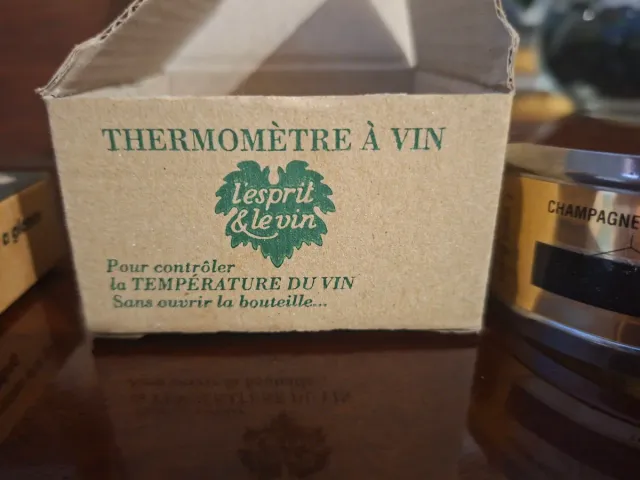 THERMOMÈTRE À VIN
l'esprit
& le vin
Pour contrôler
la TEMPÉRATURE DU VIN
Sans ouvrir la bouteille...
CHAMPAGNE